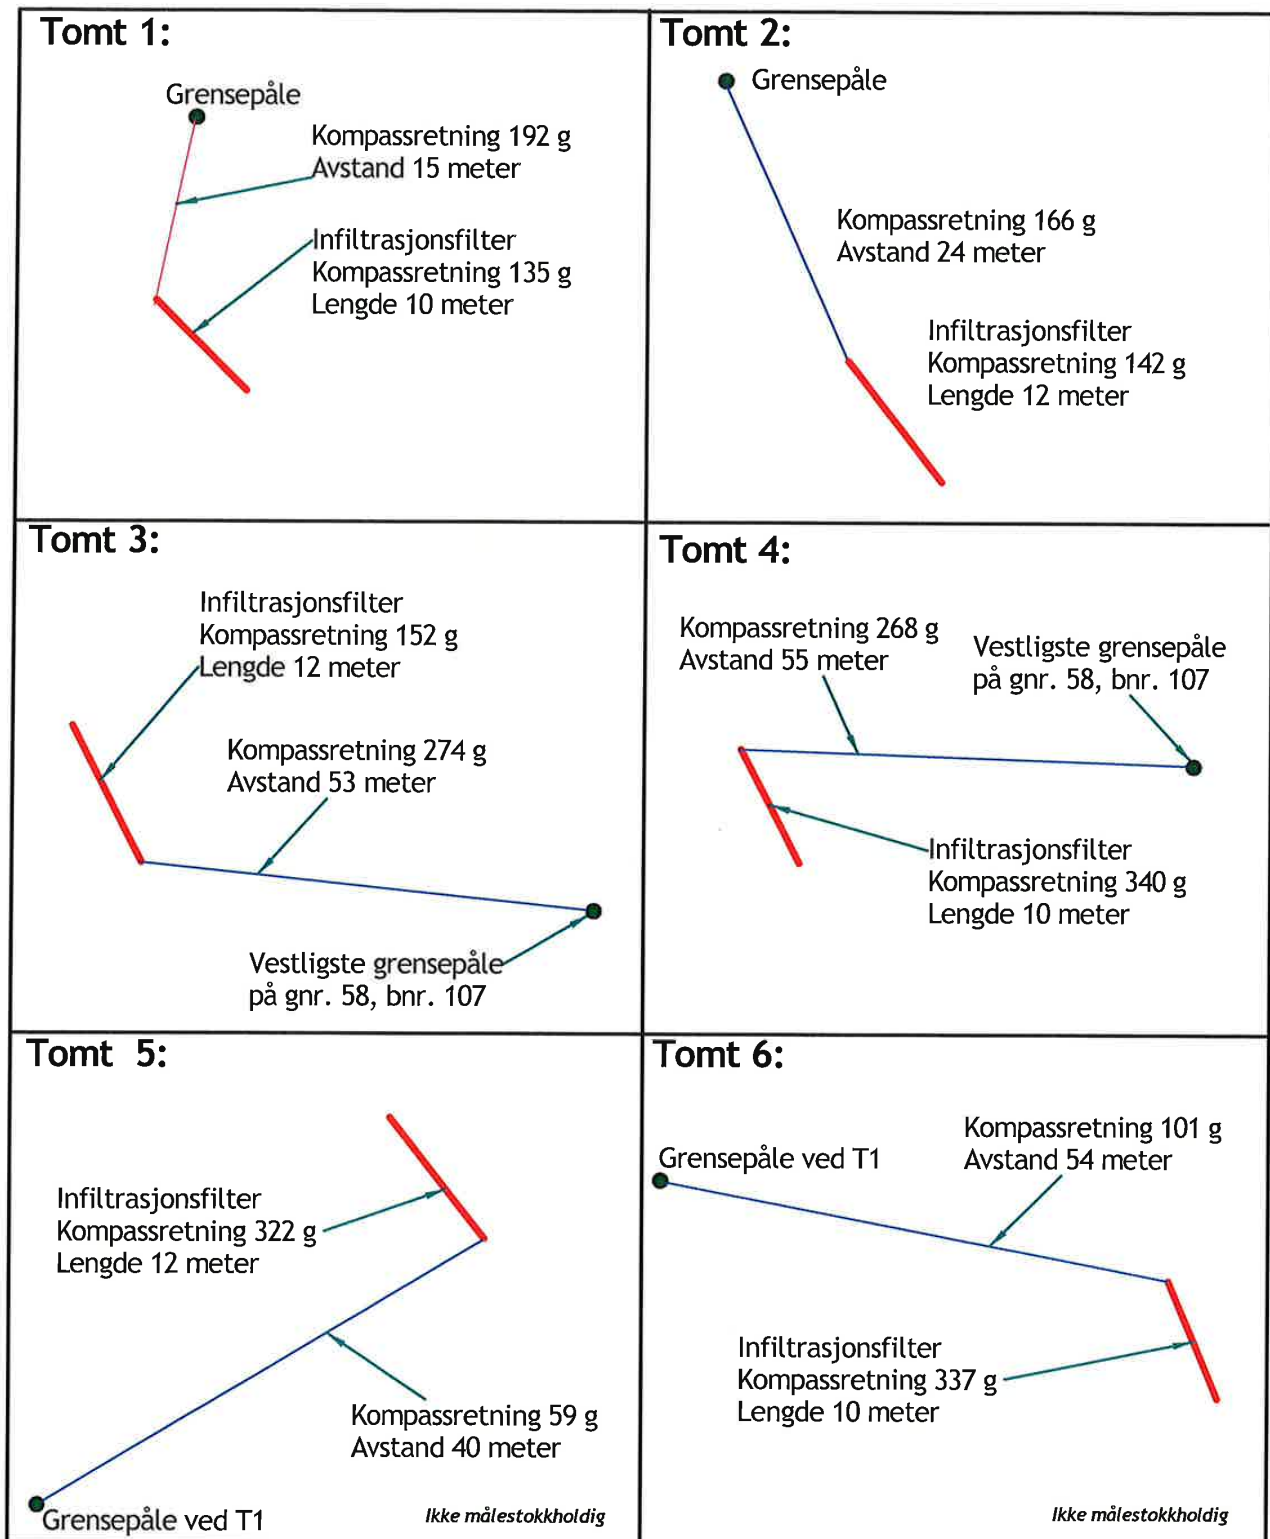 Tomt 1:
Grensepåle
Kompassretning 192 g
Avstand 15 meter
Infiltrasjonsfilter
Kompassretning 135 g
Lengde 10 meter
Tomt 2:
Grensepåle
Kompassretning 166 g
Avstand 24 meter
Infiltrasjonsfilter
Kompassretning 142 g
Lengde 12 meter
Tomt 3:
Infiltrasjonsfilter
Kompassretning 152 g
Lengde 12 meter
Kompassretning 274 g
Avstand 53 meter
Vestligste grensepåle
på gnr. 58, bnr. 107
Tomt 4:
Kompassretning 268 g
Avstand 55 meter
Vestligste grensepåle
på gnr. 58, bnr. 107
Infiltrasjonsfilter
Kompassretning 340 g
Lengde 10 meter
Tomt 5:
Infiltrasjonsfilter
Kompassretning 322 g
Lengde 12 meter
Kompassretning 59 g
Avstand 40 meter
Grensepåle ved T1
Ikke målestokkholdig
Tomt 6:
Kompassretning 101 g
Avstand 54 meter
Grensepåle ved T1
Infiltrasjonsfilter
Kompassretning 337 g
Lengde 10 meter
Ikke målestokkholdig